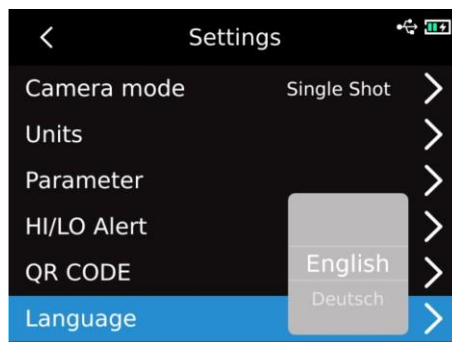 Settings
Camera mode Single Shot
Units
Parameter
HI/LO Alert
QR CODE English
Deutsch
Language